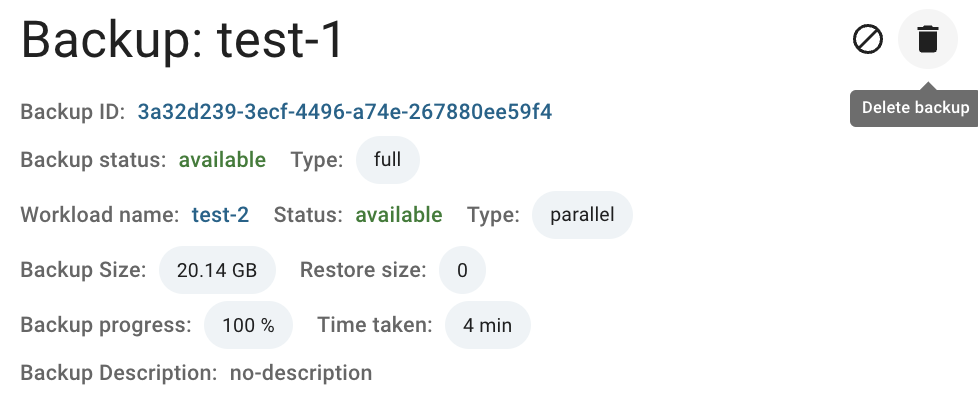 Backup: test-1
Delete backup
Backup ID: 3a32d239-3ecf-4496-a74e-267880ee59f4
Backup status: available Type: full
Workload name: test-2 Status: available Type: parallel
Backup Size: 20.14 GB Restore size: 0
Backup progress: 100 % Time taken: 4 min
Backup Description: no-description